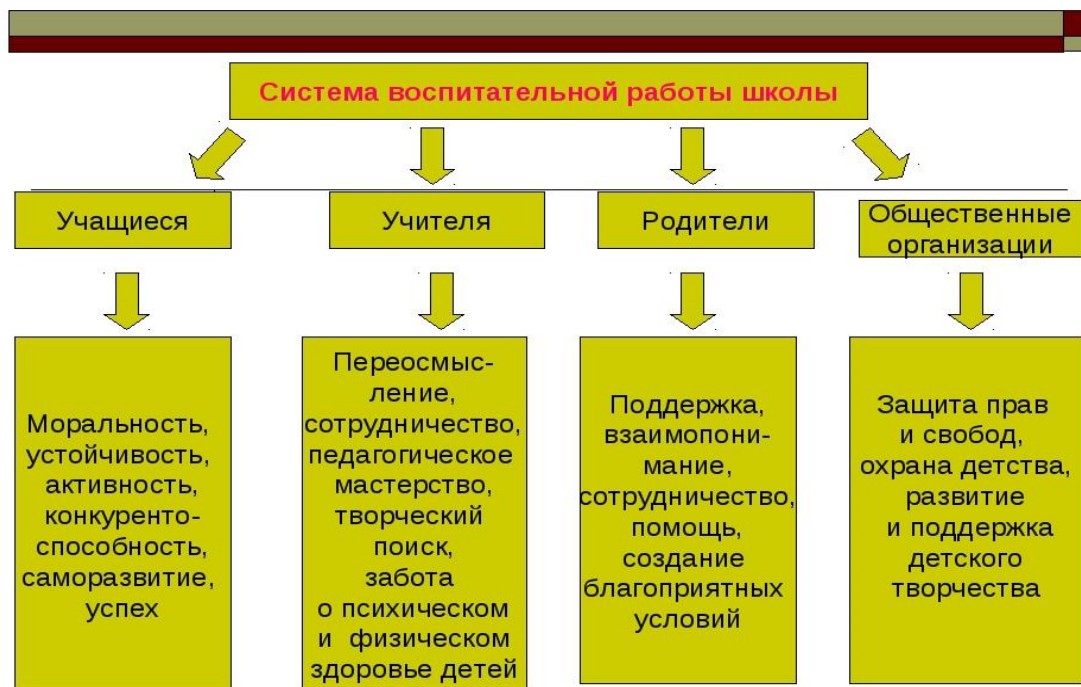 Система воспитательной работы школы
Учащиеся
Учителя
Родители
Общественные
организации
Моральность,
устойчивость,
активность,
конкуренто-
способность,
саморазвитие,
успех
Переосмыс-
ление,
сотрудничество,
педагогическое
мастерство,
творческий
поиск,
забота
о психическом
и физическом
здоровье детей
Поддержка,
взаимопони-
мание,
сотрудничество,
помощь,
создание
благоприятных
условий
Защита прав
и свобод,
охрана детства,
развитие
и поддержка
детского
творчества